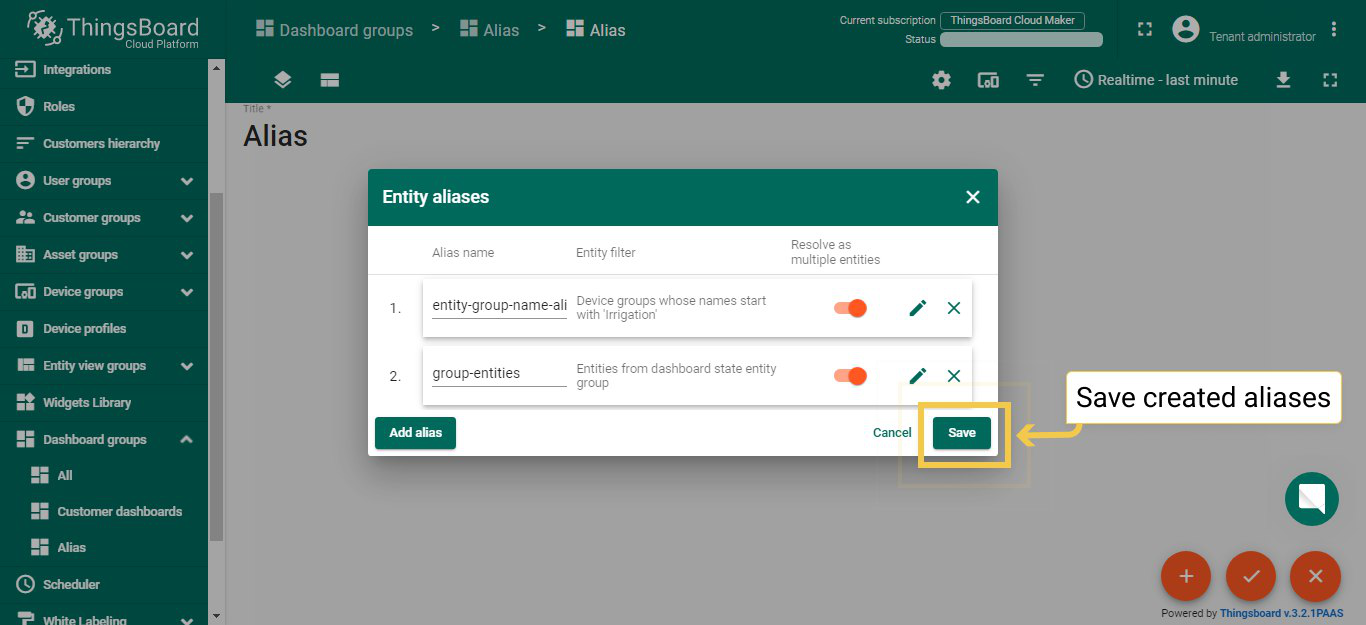 ThingsBoard
Cloud Platform
Dashboard groups > Alias > Alias
Current subscription ThingsBoard Cloud Maker
Status
Tenant administrator
Realtime - last minute
Integrations
Roles
Customers hierarchy
User groups
Customer groups
Asset groups
Device groups
Device profiles
Entity view groups
Widgets Library
Dashboard groups
All
Customer dashboards
Alias
Scheduler
White Labeling
Title *
Alias
Entity aliases
Alias name
Entity filter
Resolve as
multiple entities
1.
entity-group-name-ali
Device groups whose names start
with 'Irrigation'
2.
group-entities
Entities from dashboard state entity
group
Add alias
Cancel
Save
Save created aliases
Powered by Thingsboard v.3.2.1PAAS